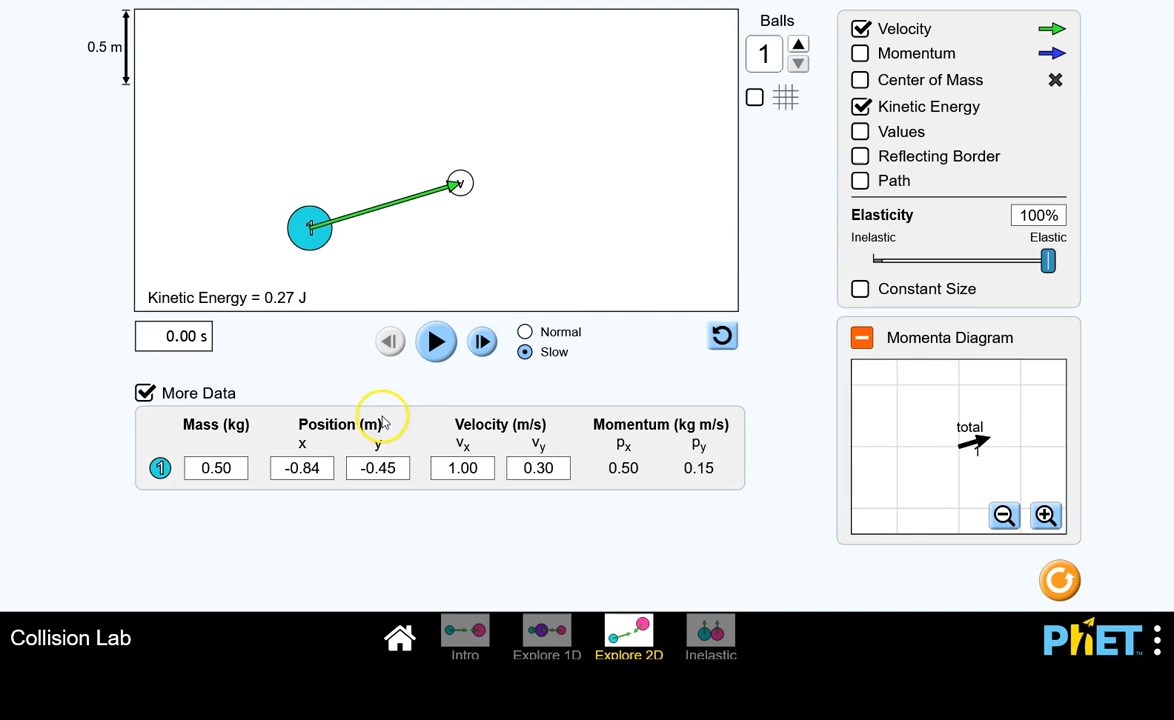 0.5 m
1
v
Kinetic Energy = 0.27 J
Balls
1
Velocity
Momentum
Center of Mass
Kinetic Energy
Values
Reflecting Border
Path
Elasticity
100%
Inelastic Elastic
Constant Size
0.00 s
Normal
Slow
Momenta Diagram
total
1
More Data
Mass (kg) Position (m) Velocity (m/s) Momentum (kg m/s)
x y vx vy px py
1 0.50 -0.84 -0.45 1.00 0.30 0.50 0.15
Collision Lab
Intro
Explore 1D
Explore 2D
Inelastic
PhET